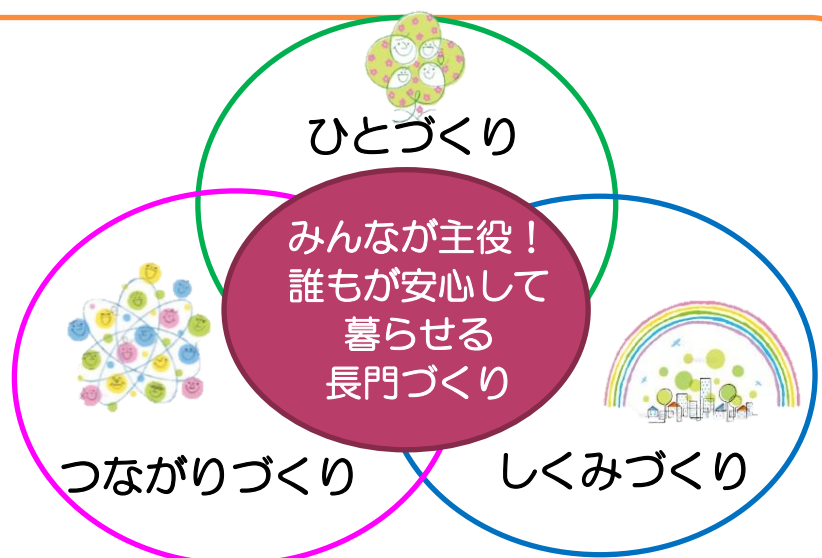 ひとづくり
みんなが主役！
誰もが安心して
暮らせる
長門づくり
つながりづくり
しくみづくり